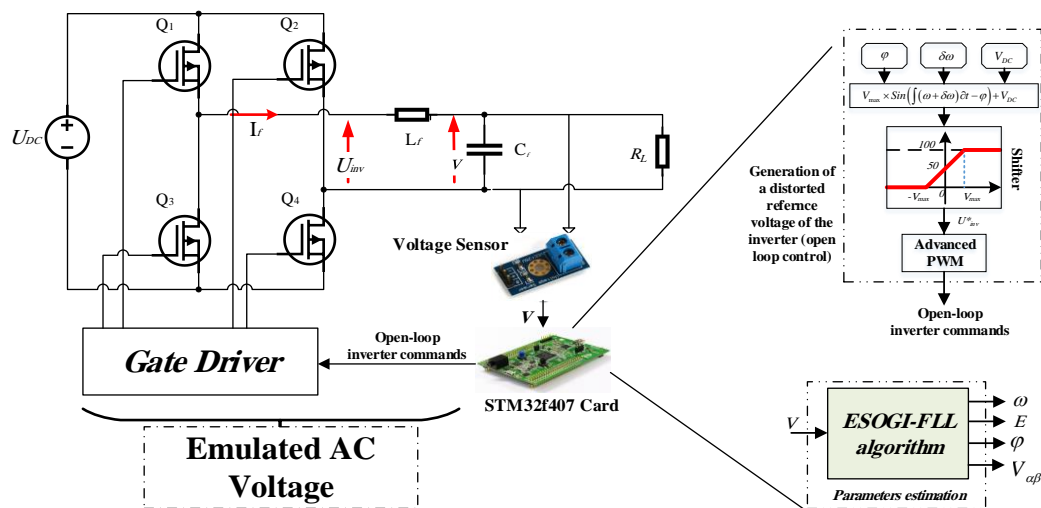 Q1
Q2
UDC
If
Uinv
Lf
V
Cf
RL
Q3
Q4
Voltage Sensor
V
Gate Driver
Open-loop
inverter commands
STM32f407 Card
Emulated AC
Voltage
φ
δω
VDC
Vmax × Sin(∫(ω+δω)∂t−φ)+VDC
100
50
0
-Vmax
Vmax
Shifter
Generation of
a distorted
refernce
voltage of the
inverter (open
loop control)
U*inv
Advanced
PWM
Open-loop
inverter commands
V
ESOGI-FLL
algorithm
ω
E
φ
Vαβ
Parameters estimation